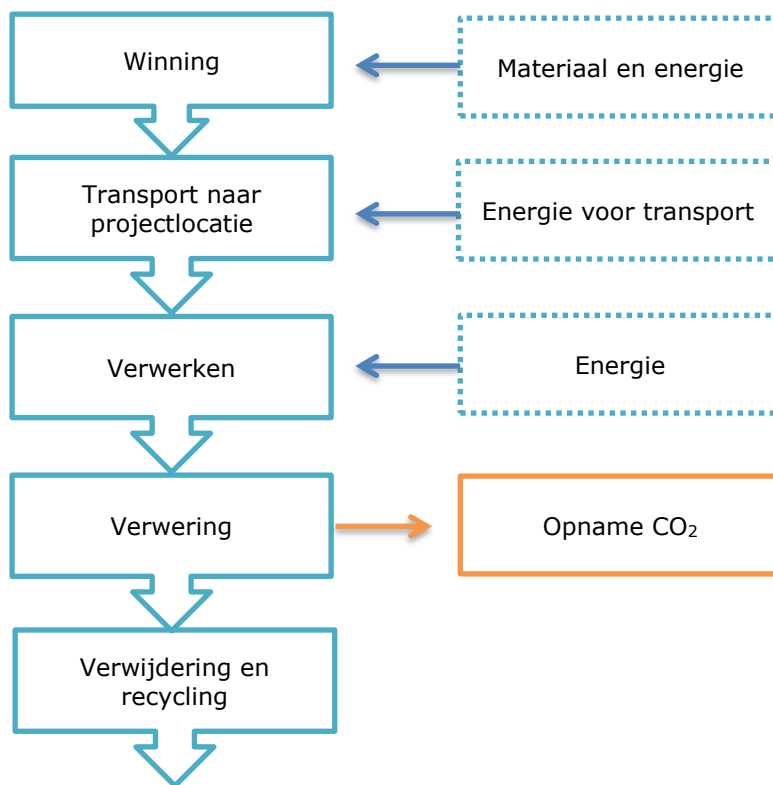 Winning
Materiaal en energie
Transport naar
projectlocatie
Energie voor transport
Verwerken
Energie
Verwering
Opname CO₂
Verwijdering en
recycling